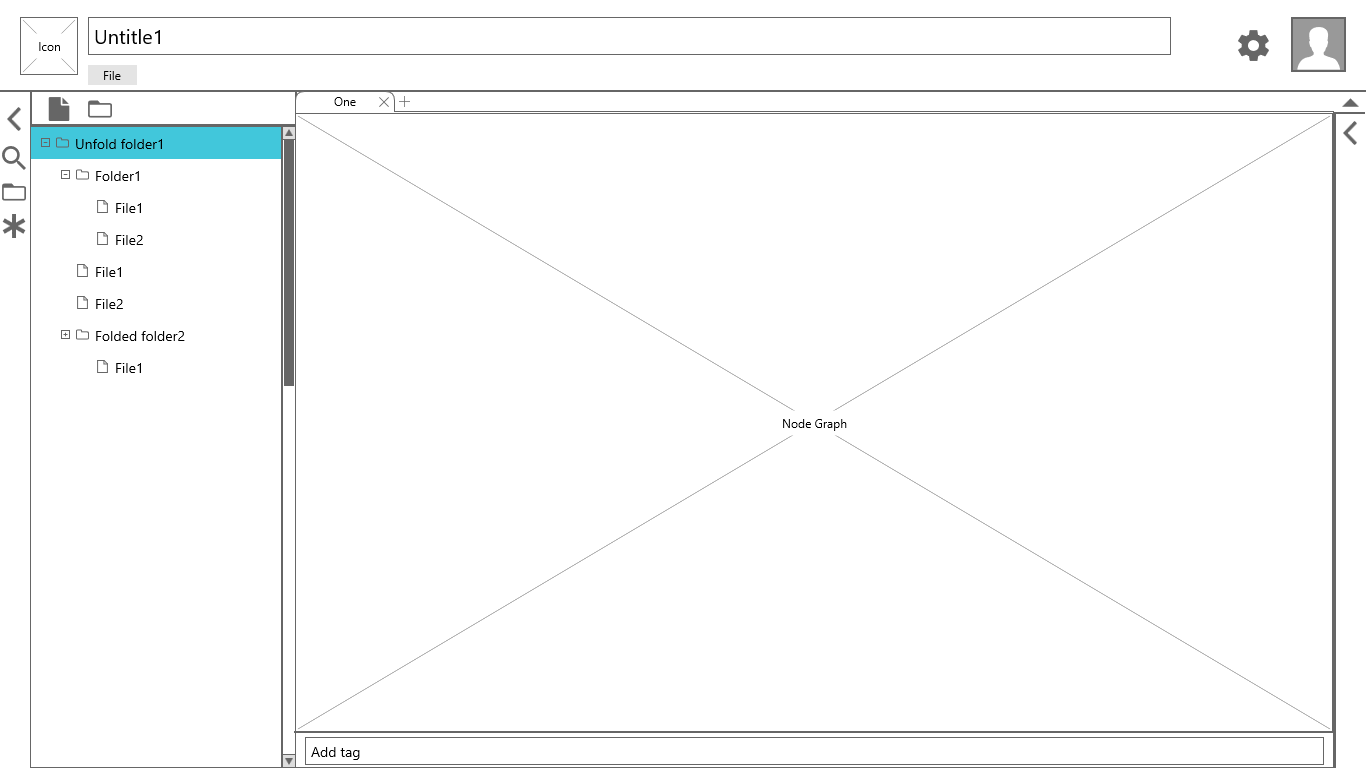 Icon
Untitle1
File
One
Unfold folder1
Folder1
File1
File2
File1
File2
Folded folder2
File1
Node Graph
Add tag